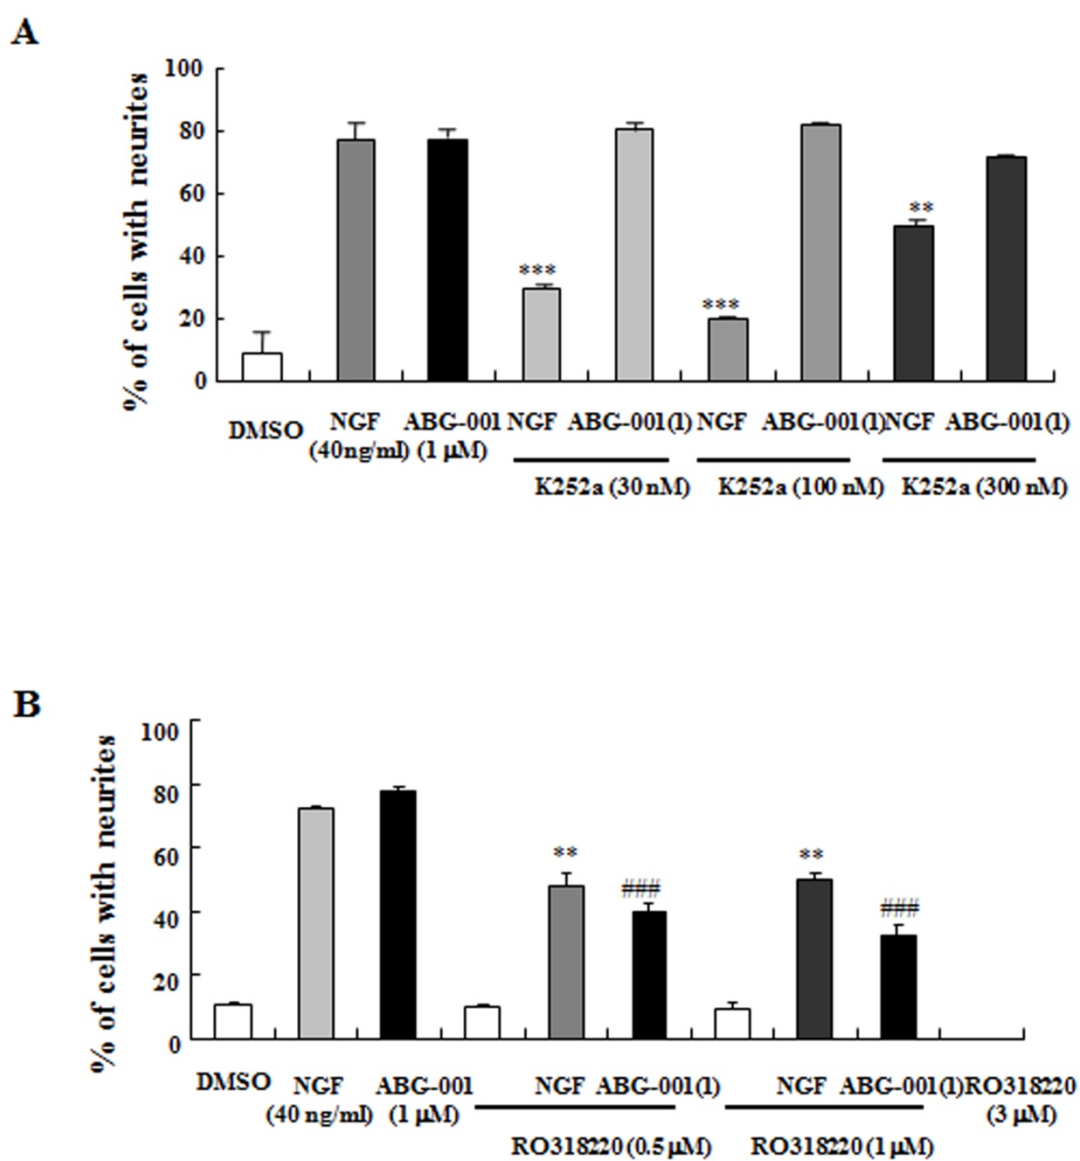 A
% of cells with neurites
100
80
60
40
20
0
***
***
**
DMSO NGF ABG-001 NGF ABG-001(1) NGF ABG-001(1) NGF ABG-001(1)
(40ng/ml) (1 μM)
K252a (30 nM) K252a (100 nM) K252a (300 nM)
B
% of cells with neurites
100
80
60
40
20
0
** ###
** ###
DMSO NGF ABG-001 NGF ABG-001(1) NGF ABG-001(1) RO318220
(40 ng/ml) (1 μM) (3 μM)
RO318220 (0.5 μM) RO318220 (1 μM)